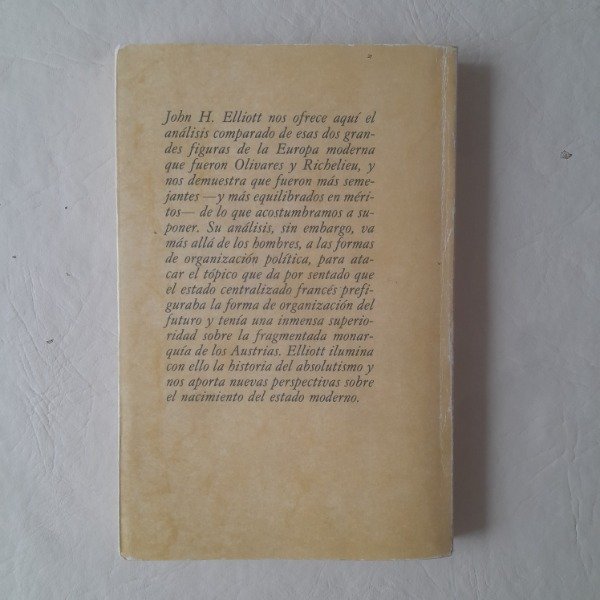 John H. Elliott nos ofrece aquí el
análisis comparado de esas dos gran-
des figuras de la Europa moderna
que fueron Olivares y Richelieu, y
nos demuestra que fueron más seme-
jantes —y más equilibrados en méri-
tos— de lo que acostumbramos a su-
poner. Su análisis, sin embargo, va
más allá de los hombres, a las formas
de organización política, para ata-
car el tópico que da por sentado que
el estado centralizado francés prefi-
guraba la forma de organización del
futuro y tenía una inmensa superio-
ridad sobre la fragmentada monar-
quía de los Austrias. Elliott ilumina
con ello la historia del absolutismo y
nos aporta nuevas perspectivas sobre
el nacimiento del estado moderno.